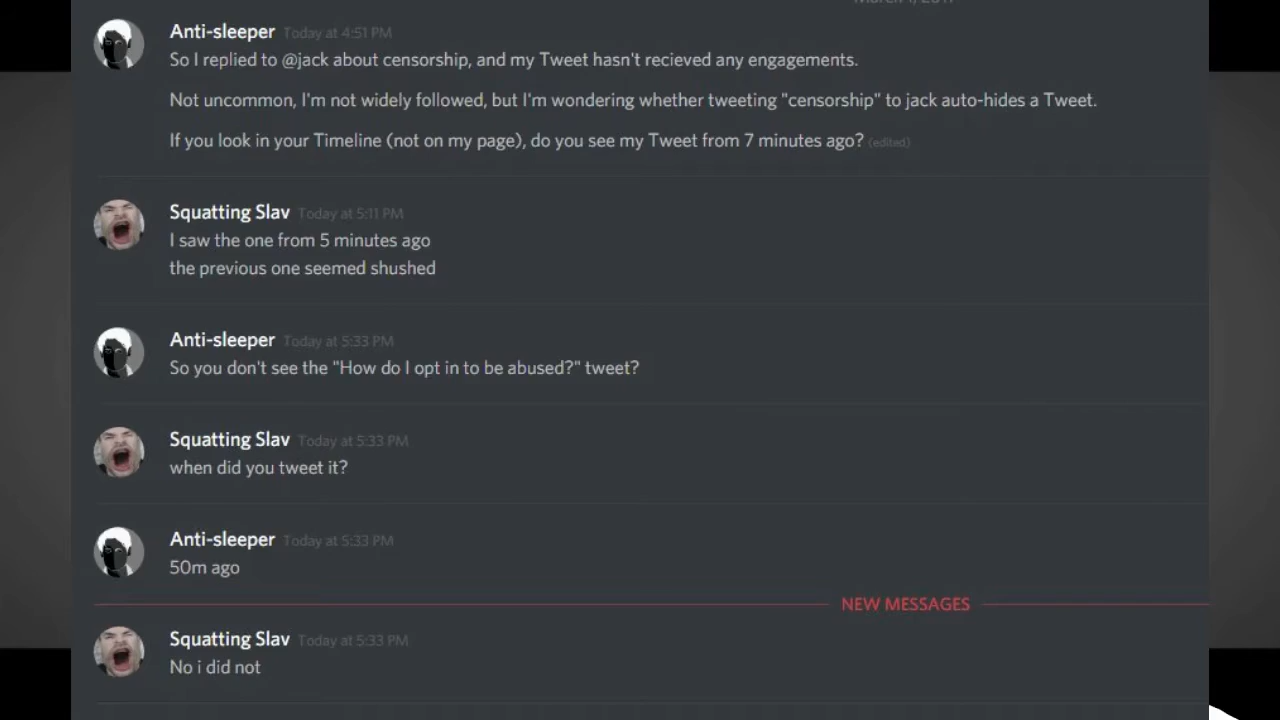 March 1, 2017
Anti-sleeper Today at 4:51 PM
So I replied to @jack about censorship, and my Tweet hasn't recieved any engagements.
Not uncommon, I'm not widely followed, but I'm wondering whether tweeting "censorship" to jack auto-hides a Tweet.
If you look in your Timeline (not on my page), do you see my Tweet from 7 minutes ago? (edited)
Squatting Slav Today at 5:11 PM
I saw the one from 5 minutes ago
the previous one seemed shushed
Anti-sleeper Today at 5:33 PM
So you don't see the "How do I opt in to be abused?" tweet?
Squatting Slav Today at 5:33 PM
when did you tweet it?
Anti-sleeper Today at 5:33 PM
50m ago
NEW MESSAGES
Squatting Slav Today at 5:33 PM
No i did not